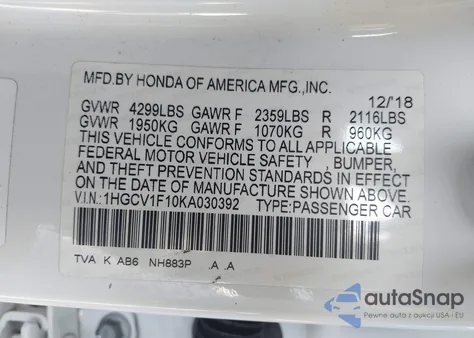 MFD.BY HONDA OF AMERICA MFG.,INC.
12/'18
GVWR 4299LBS GAWR F 2359LBS R 2116LBS
GVWR 1950KG GAWR F 1070KG R 960KG
THIS VEHICLE CONFORMS TO ALL APPLICABLE
FEDERAL MOTOR VEHICLE SAFETY , BUMPER,
AND THEFT PREVENTION STANDARDS IN EFFECT
ON THE DATE OF MANUFACTURE SHOWN ABOVE.
V.I.N.:1HGCV1F10KA030392 TYPE:PASSENGER CAR
TVA K AB6 NH883P .A .A
autoSnap
Pewne auta z aukcji USA i EU